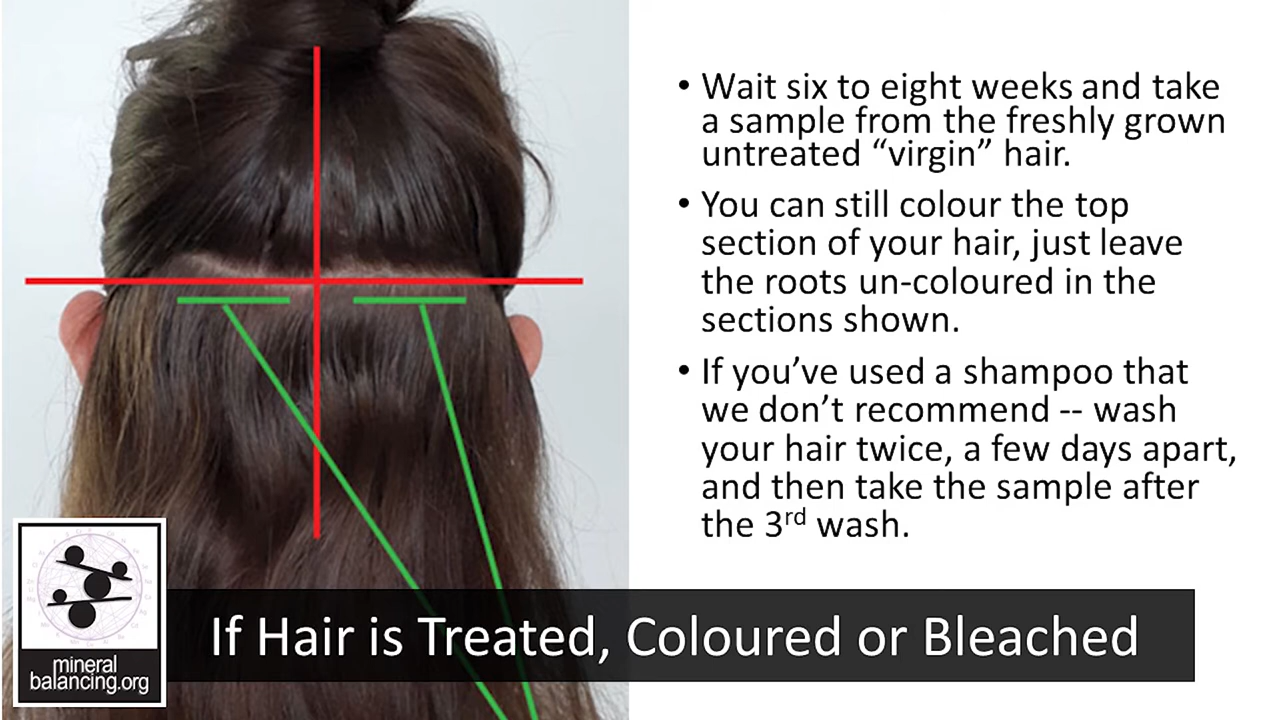 • Wait six to eight weeks and take
a sample from the freshly grown
untreated “virgin” hair.
• You can still colour the top
section of your hair, just leave
the roots un-coloured in the
sections shown.
• If you’ve used a shampoo that
we don’t recommend -- wash
your hair twice, a few days apart,
and then take the sample after
the 3rd wash.
If Hair is Treated, Coloured or Bleached
mineral
balancing.org